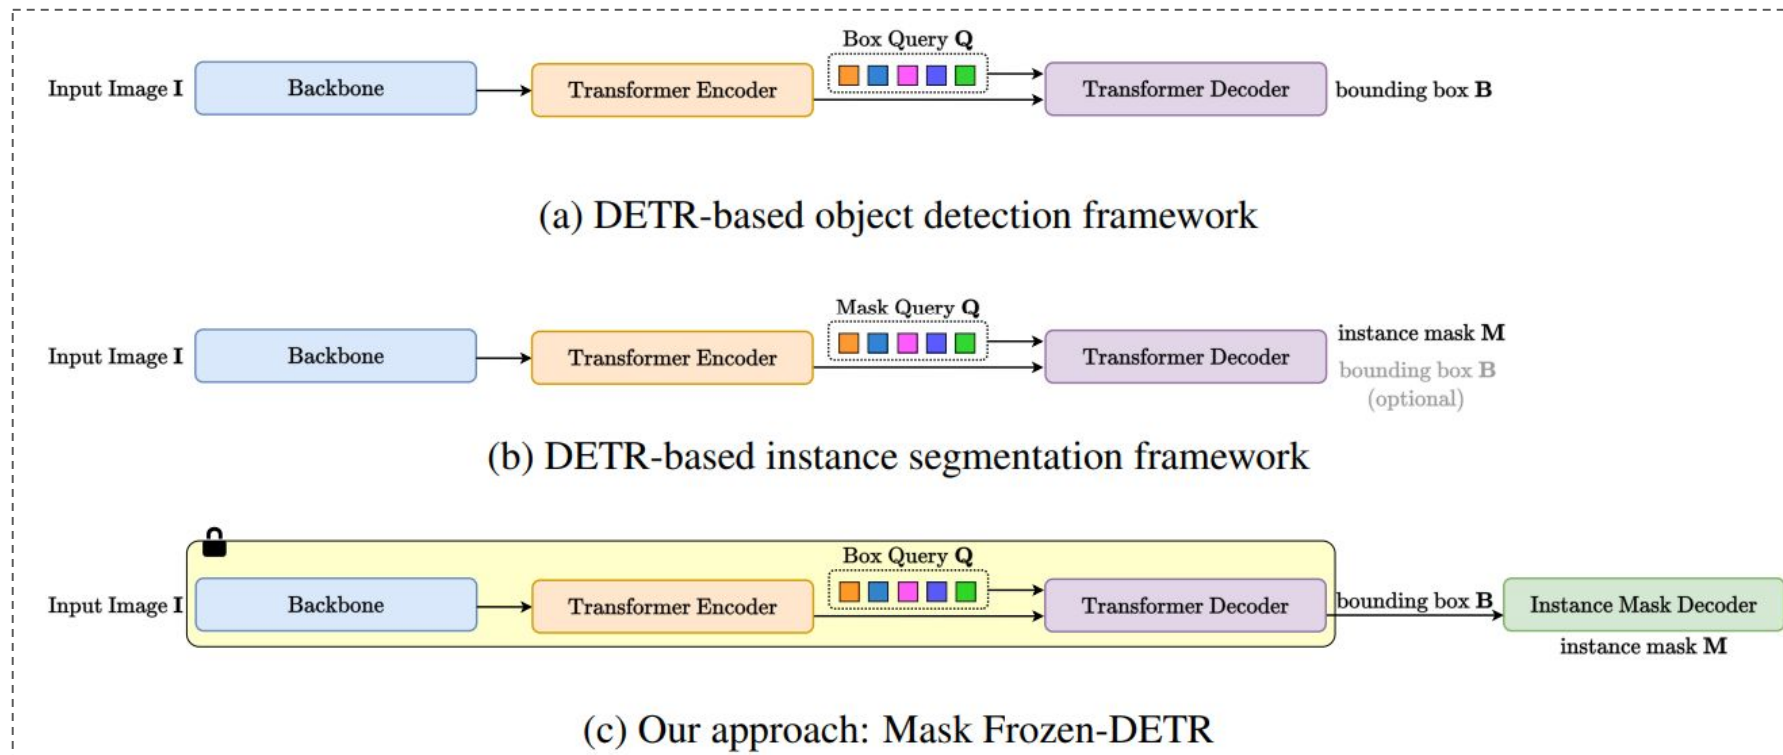 Box Query Q
Input Image I Backbone Transformer Encoder Transformer Decoder bounding box B
(a) DETR-based object detection framework
Mask Query Q
instance mask M
Input Image I Backbone Transformer Encoder Transformer Decoder
bounding box B
(optional)
(b) DETR-based instance segmentation framework
Box Query Q
Input Image I Backbone Transformer Encoder Transformer Decoder bounding box B Instance Mask Decoder
instance mask M
(c) Our approach: Mask Frozen-DETR